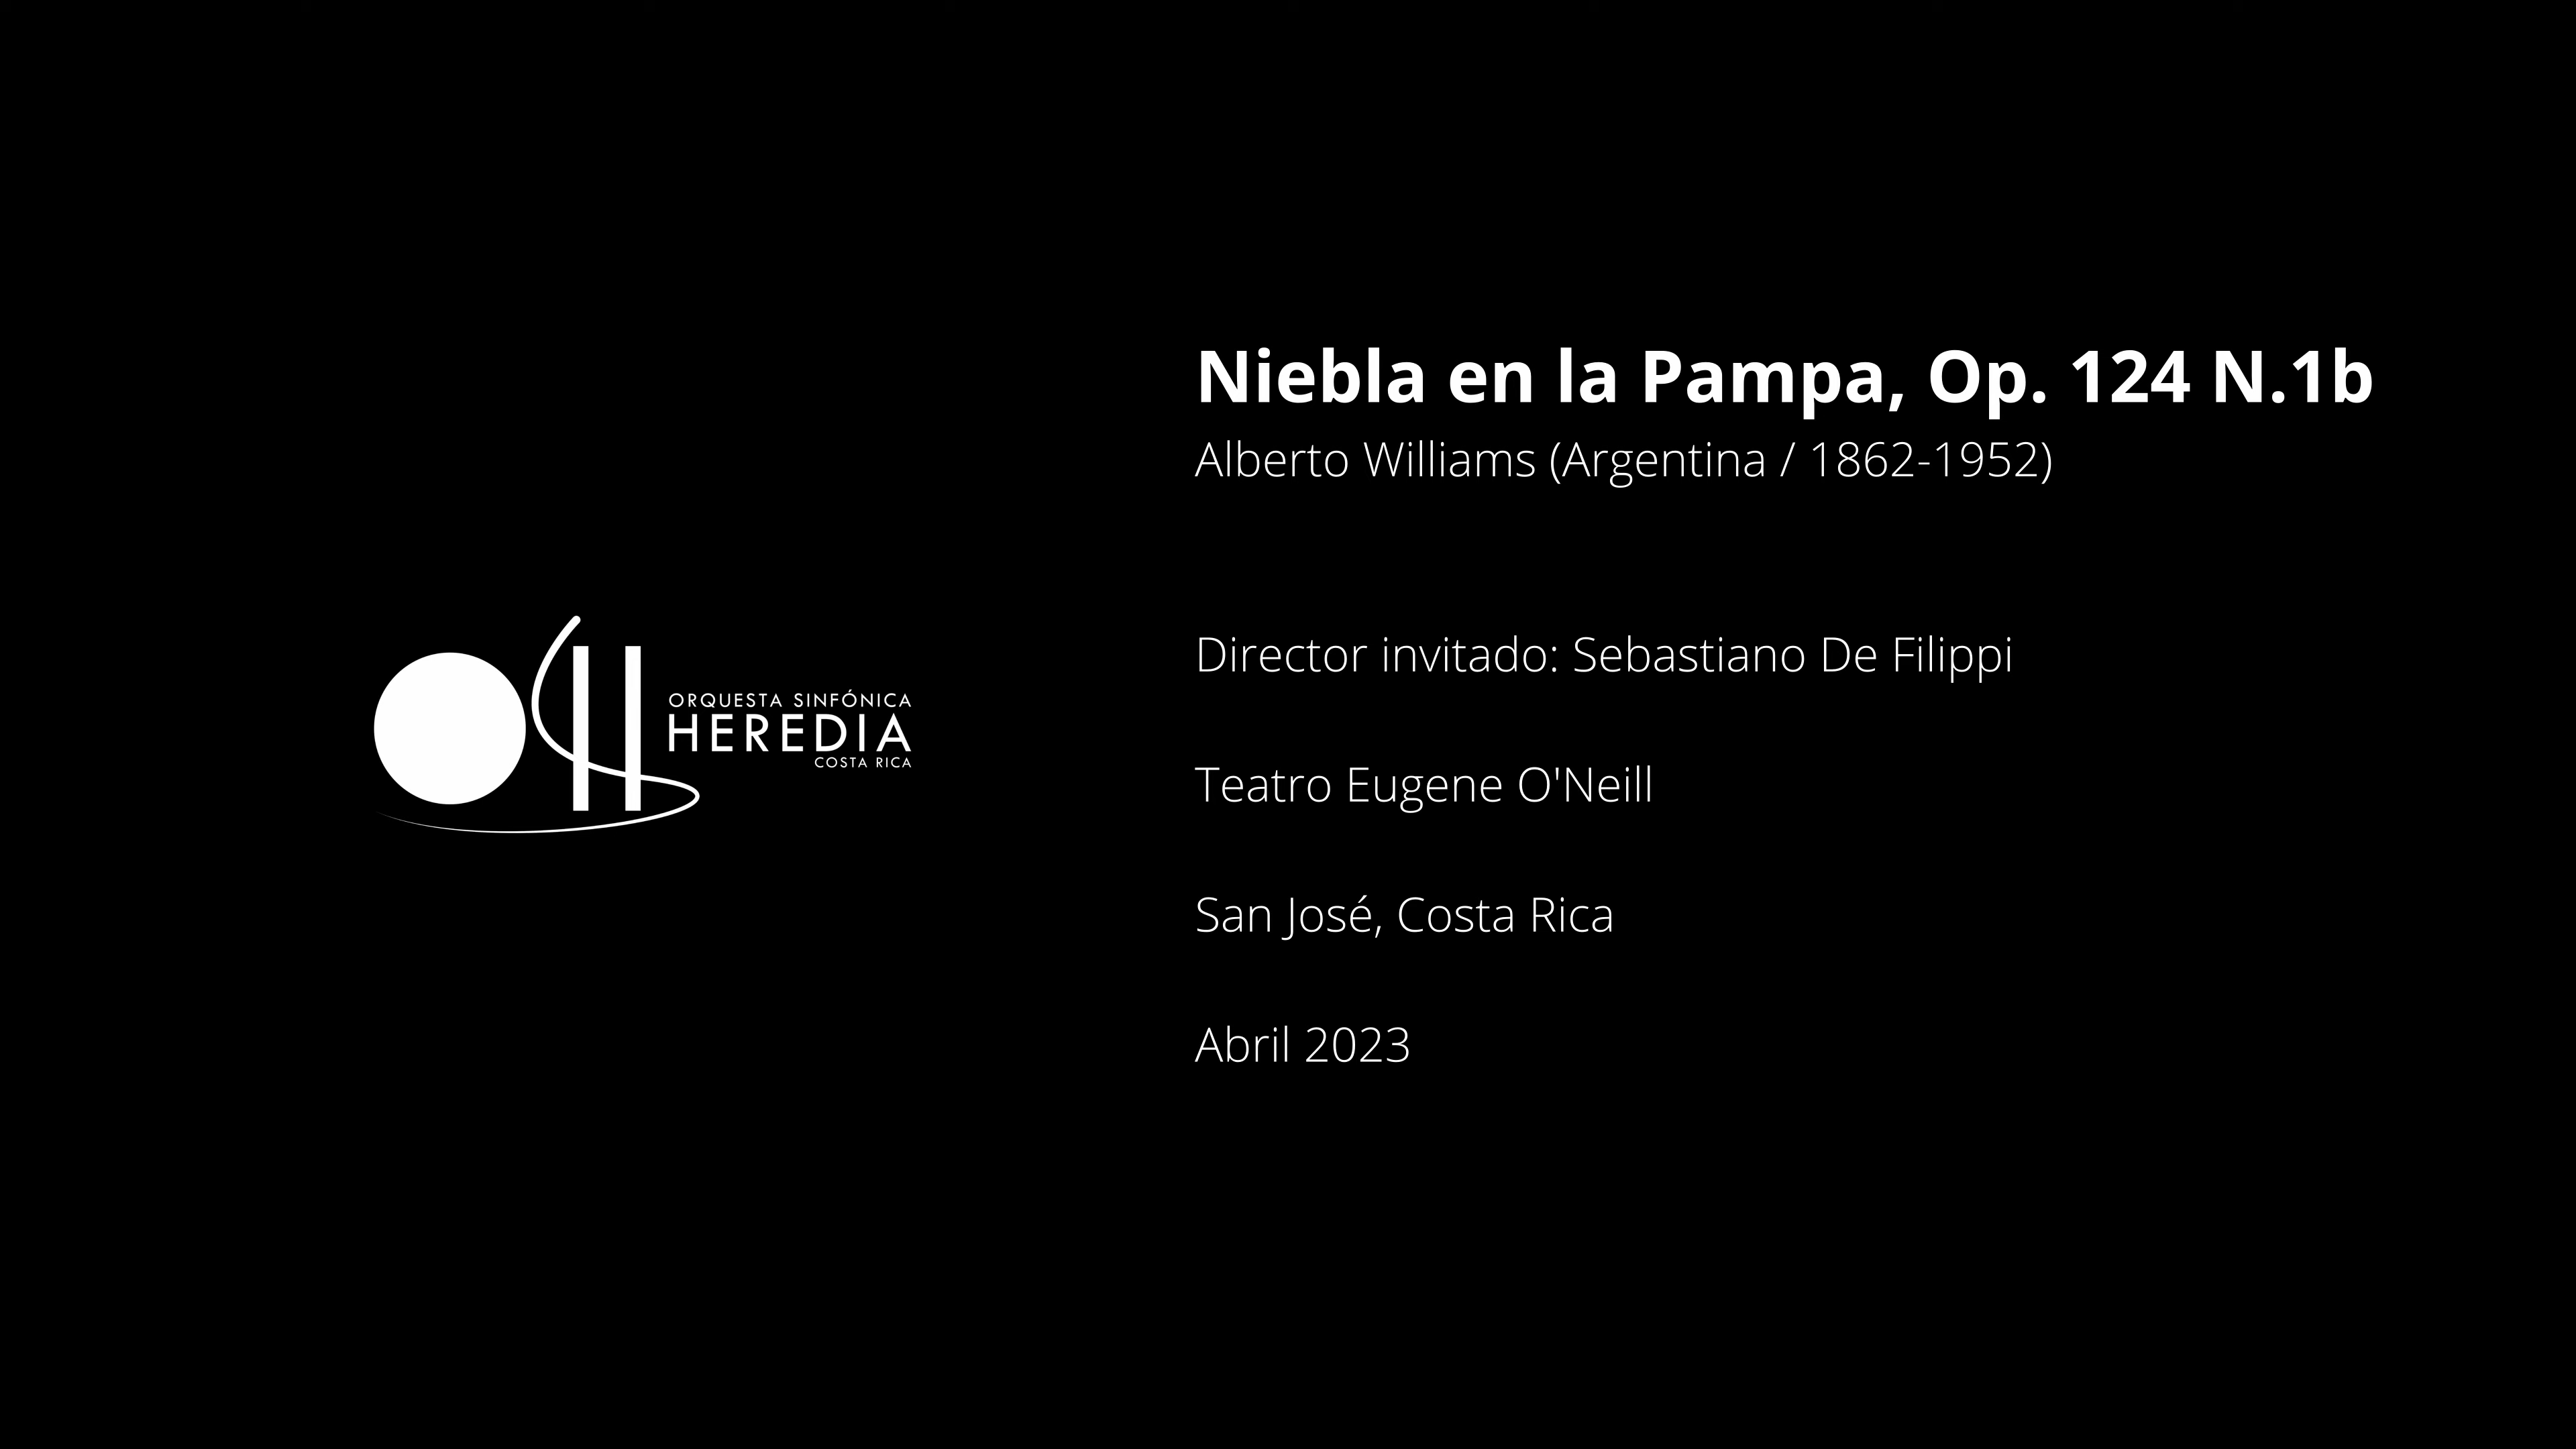 Niebla en la Pampa, Op. 124 N.1b
Alberto Williams (Argentina / 1862-1952)
Director invitado: Sebastiano De Filippi
Teatro Eugene O'Neill
San José, Costa Rica
Abril 2023
ORQUESTA SINFÓNICA
HEREDIA
COSTA RICA